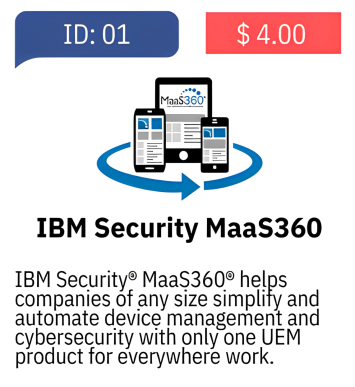 ID: 01
$ 4.00
MaaS360
IBM Security MaaS360
IBM Security® MaaS360® helps
companies of any size simplify and
automate device management and
cybersecurity with only one UEM
product for everywhere work.